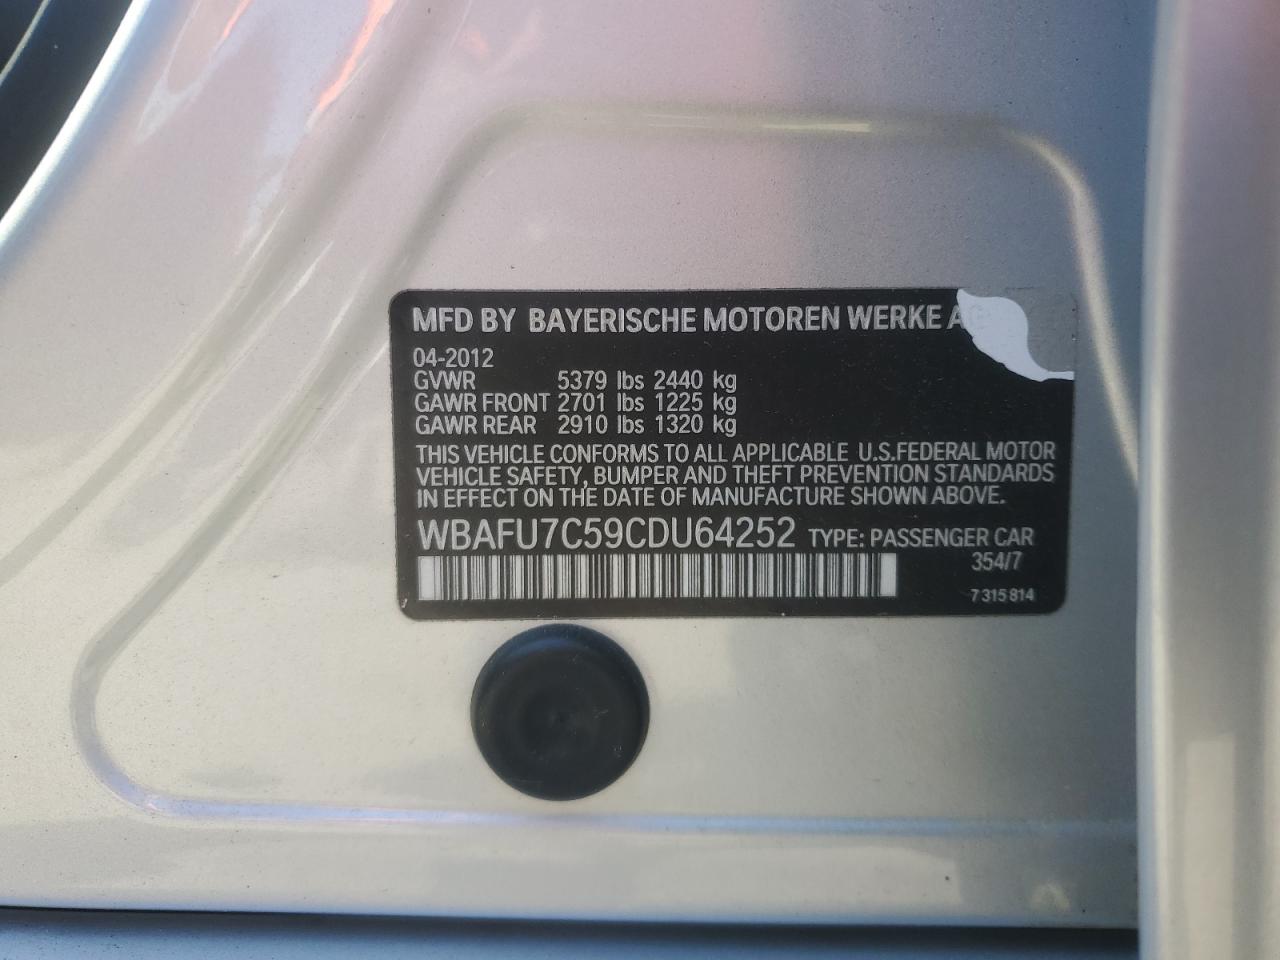 MFD BY BAYERISCHE MOTOREN WERKE
04-2012
GVWR 5379 lbs 2440 kg
GAWR FRONT 2701 lbs 1225 kg
GAWR REAR 2910 lbs 1320 kg
THIS VEHICLE CONFORMS TO ALL APPLICABLE U.S.FEDERAL MOTOR
VEHICLE SAFETY, BUMPER AND THEFT PREVENTION STANDARDS
IN EFFECT ON THE DATE OF MANUFACTURE SHOWN ABOVE.
WBAFU7C59CDU64252 TYPE: PASSENGER CAR
354/7
7 315 814